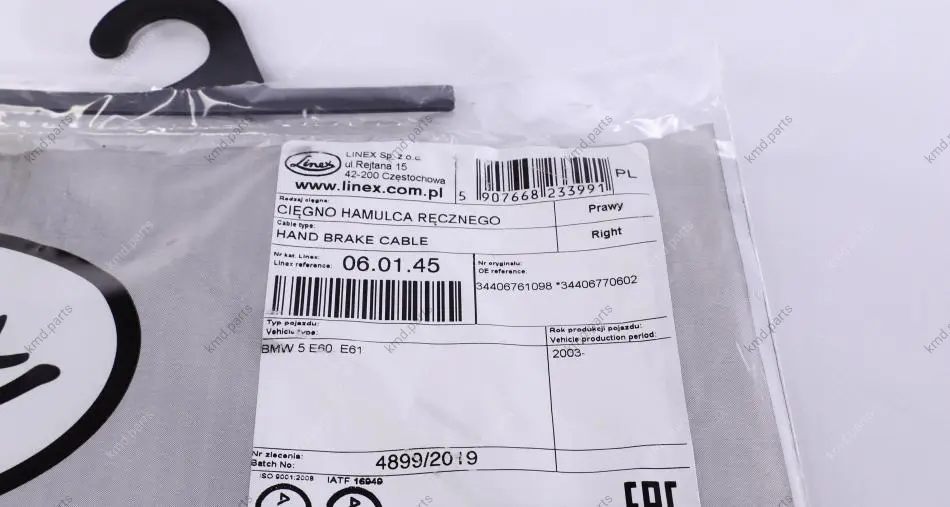 Linex
LINEX Sp. z o.o.
ul. Rejtana 15
42-200 Częstochowa
www.linex.com.pl
5 907668 233991
PL
Rodzaj cięgna:
CIĘGNO HAMULCA RĘCZNEGO
Prawy
Cable type:
HAND BRAKE CABLE
Right
Nr kat. Linex:
Linex reference:
06.01.45
Nr oryginału:
OE reference:
34406761098 *34406770602
Typ pojazdu:
Vehicle type:
Rok produkcji pojazdu:
Vehicle production period:
BMW 5 E60 E61
2003-
Nr zlecenia:
Batch No:
4899/2019
ISO 9001:2008
IATF 16949
EAC
kmd.parts